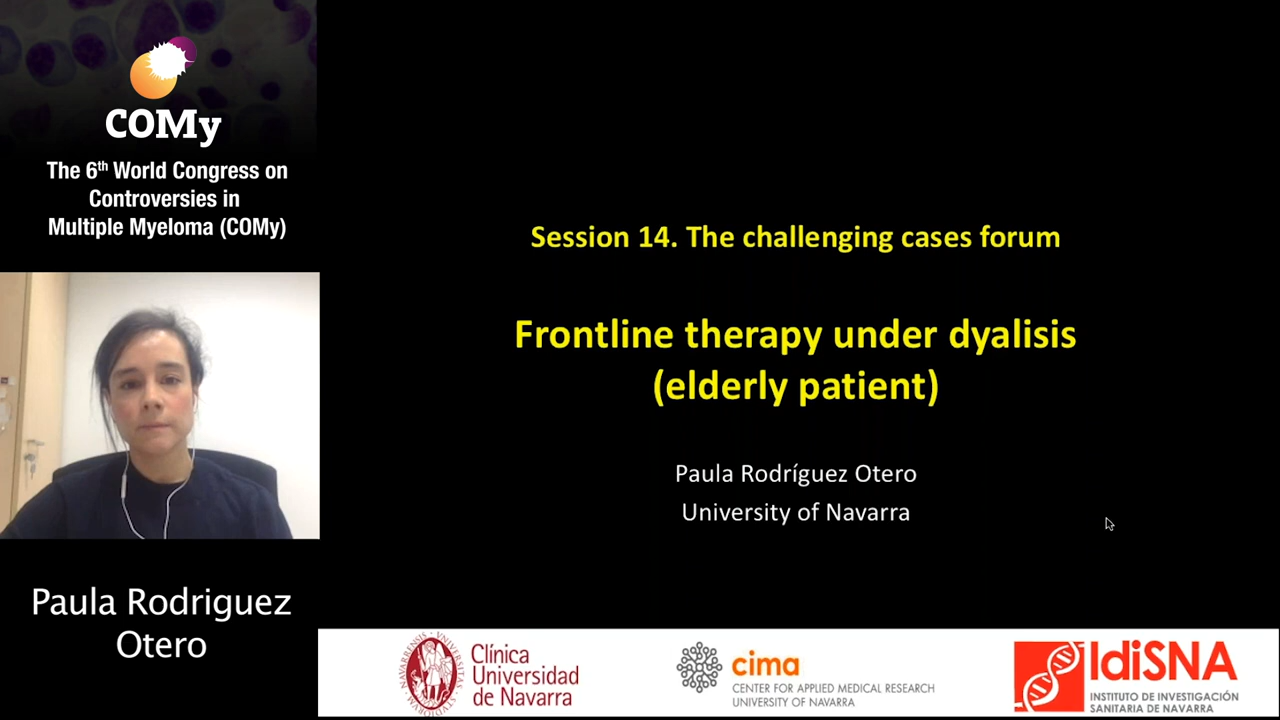 COMy
The 6th World Congress on
Controversies in
Multiple Myeloma (COMy)
Paula Rodriguez
Otero
Session 14. The challenging cases forum
Frontline therapy under dyalisis
(elderly patient)
Paula Rodríguez Otero
University of Navarra
Clínica
Universidad
de Navarra
cima
CENTER FOR APPLIED MEDICAL RESEARCH
UNIVERSITY OF NAVARRA
IdiSNA
INSTITUTO DE INVESTIGACIÓN
SANITARIA DE NAVARRA